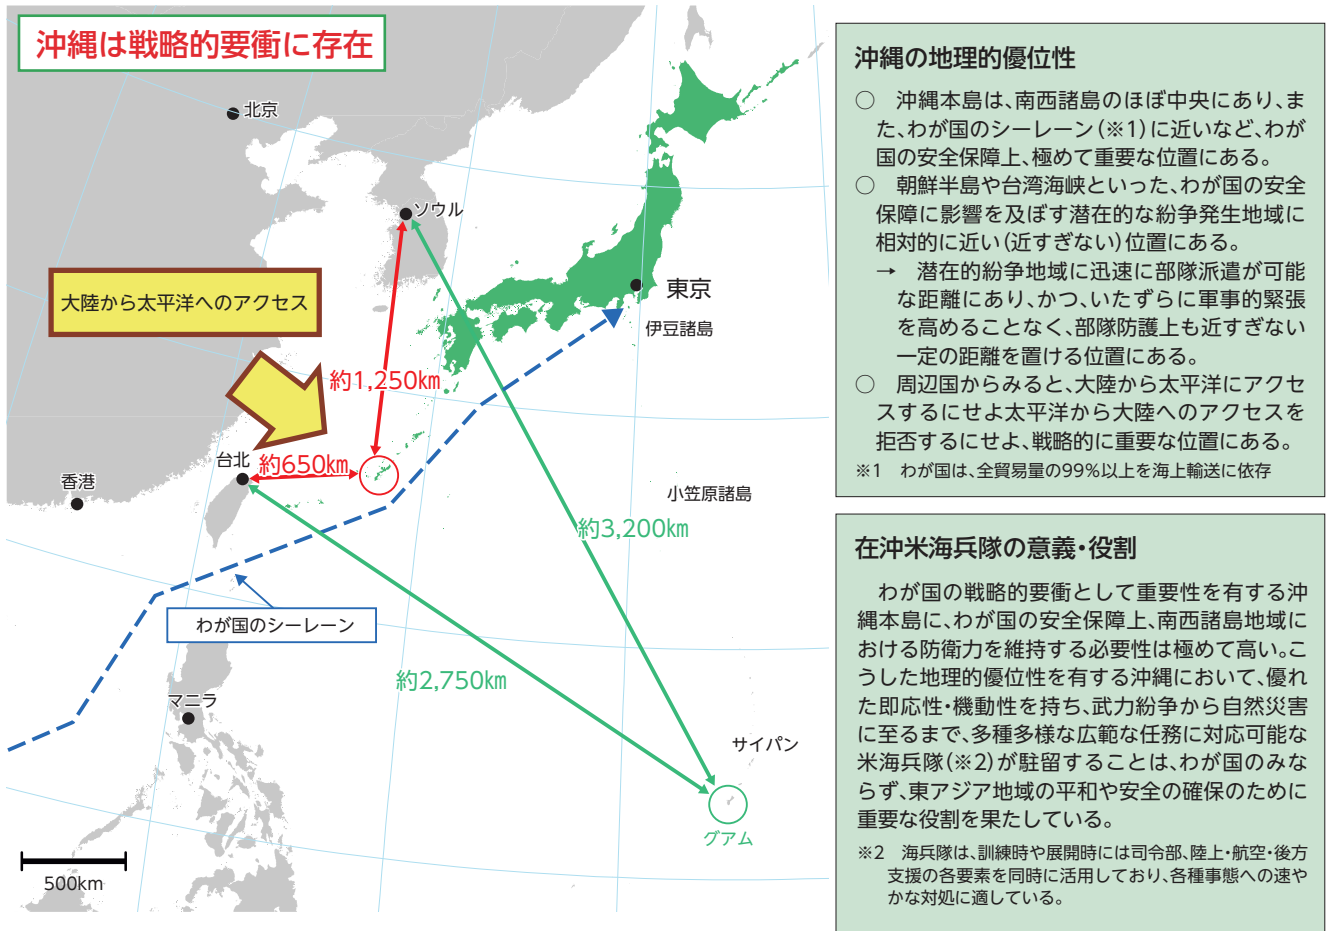 沖縄は戦略的要衝に存在
北京
ソウル
東京
伊豆諸島
大陸から太平洋へのアクセス
約1,250km
台北
約650km
香港
小笠原諸島
約3,200km
わが国のシーレーン
約2,750km
マニラ
サイパン
グアム
500km
沖縄の地理的優位性
○ 沖縄本島は、南西諸島のほぼ中央にあり、ま
た、わが国のシーレーン(※1)に近いなど、わが
国の安全保障上、極めて重要な位置にある。
○ 朝鮮半島や台湾海峡といった、わが国の安全
保障に影響を及ぼす潜在的な紛争発生地域に
相対的に近い(近すぎない)位置にある。
→ 潜在的紛争地域に迅速に部隊派遣が可能
な距離にあり、かつ、いたずらに軍事的緊張
を高めることなく、部隊防護上も近すぎない
一定の距離を置ける位置にある。
○ 周辺国からみると、大陸から太平洋にアクセ
スするにせよ太平洋から大陸へのアクセスを
拒否するにせよ、戦略的に重要な位置にある。
※1 わが国は、全貿易量の99%以上を海上輸送に依存
在沖米海兵隊の意義・役割
わが国の戦略的要衝として重要性を有する沖
縄本島に、わが国の安全保障上、南西諸島地域に
おける防衛力を維持する必要性は極めて高い。こ
うした地理的優位性を有する沖縄において、優れ
た即応性・機動性を持ち、武力紛争から自然災害
に至るまで、多種多様な広範な任務に対応可能な
米海兵隊(※2)が駐留することは、わが国のみな
らず、東アジア地域の平和や安全の確保のために
重要な役割を果たしている。
※2 海兵隊は、訓練時や展開時には司令部、陸上・航空・後方
支援の各要素を同時に活用しており、各種事態への速や
かな対処に適している。